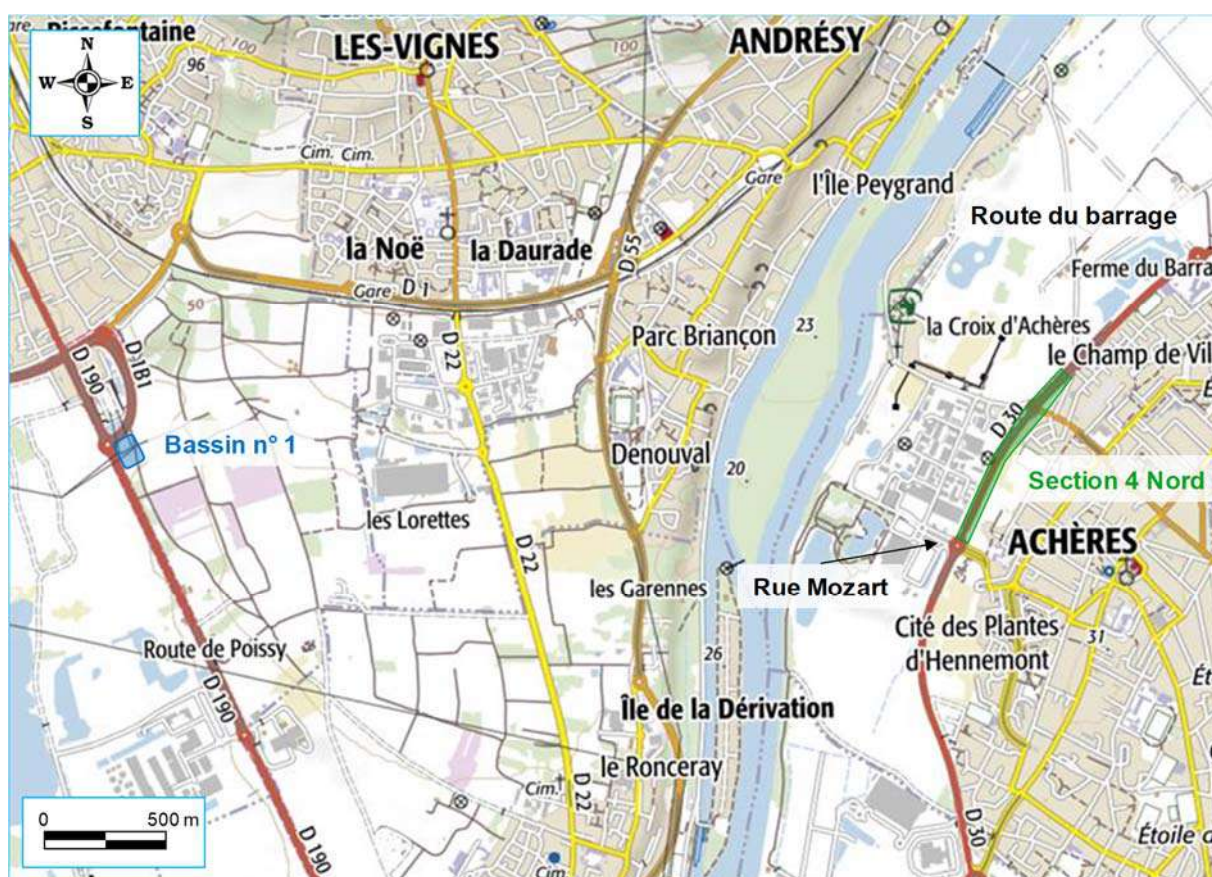 Bissefontaine
N
W E
S
100
96
LES-VIGNES
ANDRÉSY
100
Cim. Cim.
Gare
l'Île Peygrand
Route du barrage
la Noë
la Daurade
D 55
Ferme du Barra
Gare
D 1
50
50
Parc Briançon
23
la Croix d'Achères
le Champ de Vil
D 190
D 1B1
D 22
D 30
Bassin n° 1
Denouval
20
Section 4 Nord
les Lorettes
D 22
ACHÈRES
les Garennes
Rue Mozart
Cité des Plantes
d'Hennemont
31
Route de Poissy
26
D 190
Île de la Dérivation
le Ronceray
Cim.
D 22
0 500 m
D 190
Cim.
D 30
Étoile d